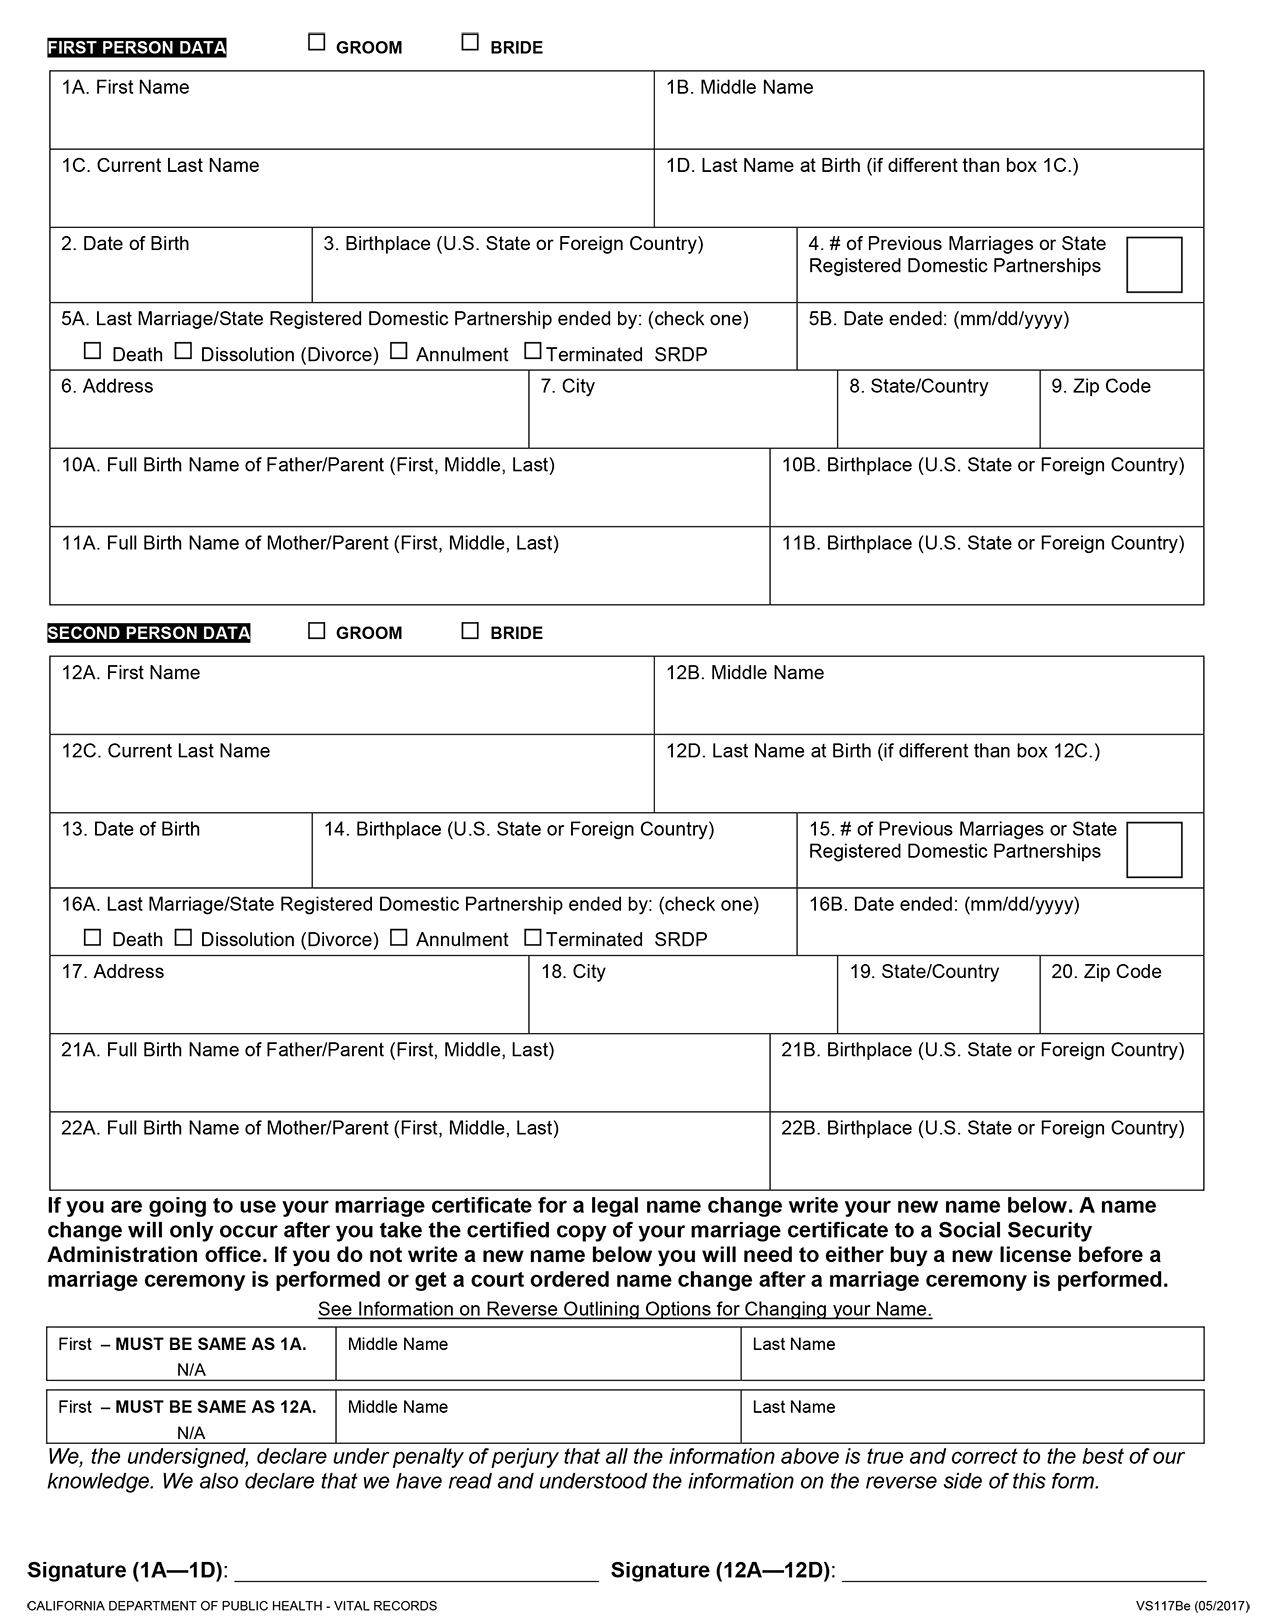 FIRST PERSON DATA GROOM BRIDE
1A. First Name 1B. Middle Name
1C. Current Last Name 1D. Last Name at Birth (if different than box 1C.)
2. Date of Birth 3. Birthplace (U.S. State or Foreign Country) 4. # of Previous Marriages or State
Registered Domestic Partnerships
5A. Last Marriage/State Registered Domestic Partnership ended by: (check one) 5B. Date ended: (mm/dd/yyyy)
Death Dissolution (Divorce) Annulment Terminated SRDP
6. Address 7. City 8. State/Country 9. Zip Code
10A. Full Birth Name of Father/Parent (First, Middle, Last) 10B. Birthplace (U.S. State or Foreign Country)
11A. Full Birth Name of Mother/Parent (First, Middle, Last) 11B. Birthplace (U.S. State or Foreign Country)
SECOND PERSON DATA GROOM BRIDE
12A. First Name 12B. Middle Name
12C. Current Last Name 12D. Last Name at Birth (if different than box 12C.)
13. Date of Birth 14. Birthplace (U.S. State or Foreign Country) 15. # of Previous Marriages or State
Registered Domestic Partnerships
16A. Last Marriage/State Registered Domestic Partnership ended by: (check one) 16B. Date ended: (mm/dd/yyyy)
Death Dissolution (Divorce) Annulment Terminated SRDP
17. Address 18. City 19. State/Country 20. Zip Code
21A. Full Birth Name of Father/Parent (First, Middle, Last) 21B. Birthplace (U.S. State or Foreign Country)
22A. Full Birth Name of Mother/Parent (First, Middle, Last) 22B. Birthplace (U.S. State or Foreign Country)
If you are going to use your marriage certificate for a legal name change write your new name below. A name
change will only occur after you take the certified copy of your marriage certificate to a Social Security
Administration office. If you do not write a new name below you will need to either buy a new license before a
marriage ceremony is performed or get a court ordered name change after a marriage ceremony is performed.
See Information on Reverse Outlining Options for Changing your Name.
First – MUST BE SAME AS 1A. Middle Name Last Name
N/A
First – MUST BE SAME AS 12A. Middle Name Last Name
N/A
We, the undersigned, declare under penalty of perjury that all the information above is true and correct to the best of our
knowledge. We also declare that we have read and understood the information on the reverse side of this form.
Signature (1A—1D): Signature (12A—12D):
CALIFORNIA DEPARTMENT OF PUBLIC HEALTH - VITAL RECORDS VS117Be (05/2017)